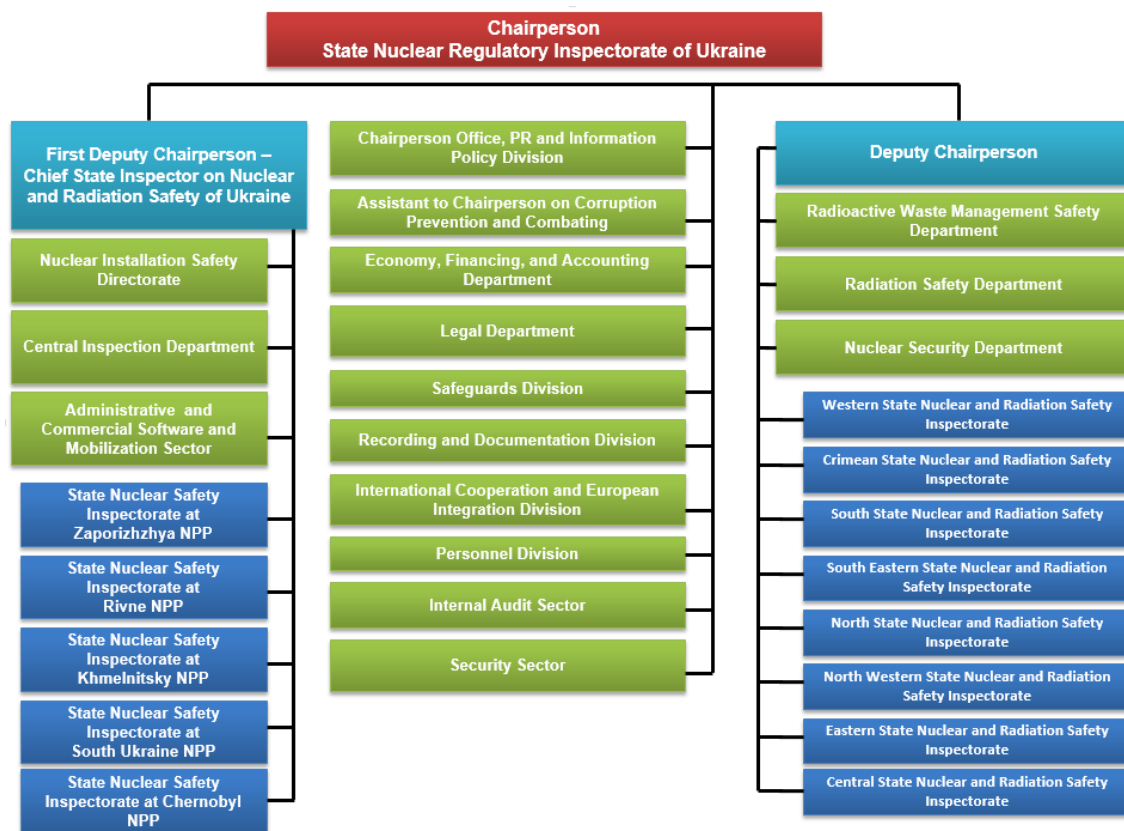 Chairperson
State Nuclear Regulatory Inspectorate of Ukraine
First Deputy Chairperson –
Chief State Inspector on Nuclear
and Radiation Safety of Ukraine
Nuclear Installation Safety
Directorate
Central Inspection Department
Administrative and
Commercial Software and
Mobilization Sector
State Nuclear Safety
Inspectorate at
Zaporizhzhya NPP
State Nuclear Safety
Inspectorate at
Rivne NPP
State Nuclear Safety
Inspectorate at
Khmelnitsky NPP
State Nuclear Safety
Inspectorate at
South Ukraine NPP
State Nuclear Safety
Inspectorate at Chernobyl
NPP
Chairperson Office, PR and Information
Policy Division
Assistant to Chairperson on Corruption
Prevention and Combating
Economy, Financing, and Accounting
Department
Legal Department
Safeguards Division
Recording and Documentation Division
International Cooperation and European
Integration Division
Personnel Division
Internal Audit Sector
Security Sector
Deputy Chairperson
Radioactive Waste Management Safety
Department
Radiation Safety Department
Nuclear Security Department
Western State Nuclear and Radiation Safety
Inspectorate
Crimean State Nuclear and Radiation Safety
Inspectorate
South State Nuclear and Radiation Safety
Inspectorate
South Eastern State Nuclear and Radiation
Safety Inspectorate
North State Nuclear and Radiation Safety
Inspectorate
North Western State Nuclear and Radiation
Safety Inspectorate
Eastern State Nuclear and Radiation Safety
Inspectorate
Central State Nuclear and Radiation Safety
Inspectorate